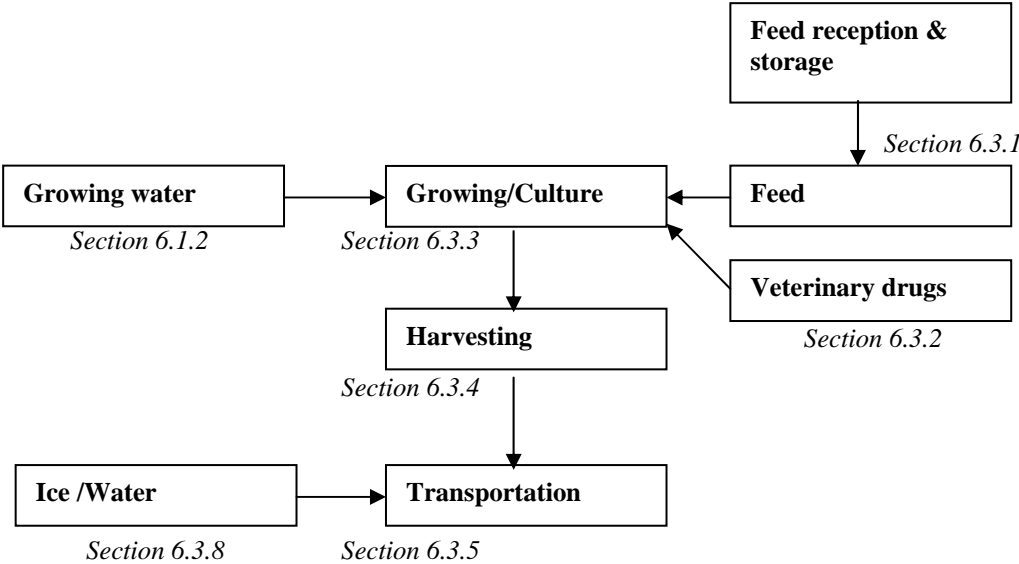 Feed reception &
storage
Section 6.3.1
Growing water
Growing/Culture
Feed
Section 6.1.2
Section 6.3.3
Veterinary drugs
Harvesting
Section 6.3.2
Section 6.3.4
Ice /Water
Transportation
Section 6.3.8
Section 6.3.5